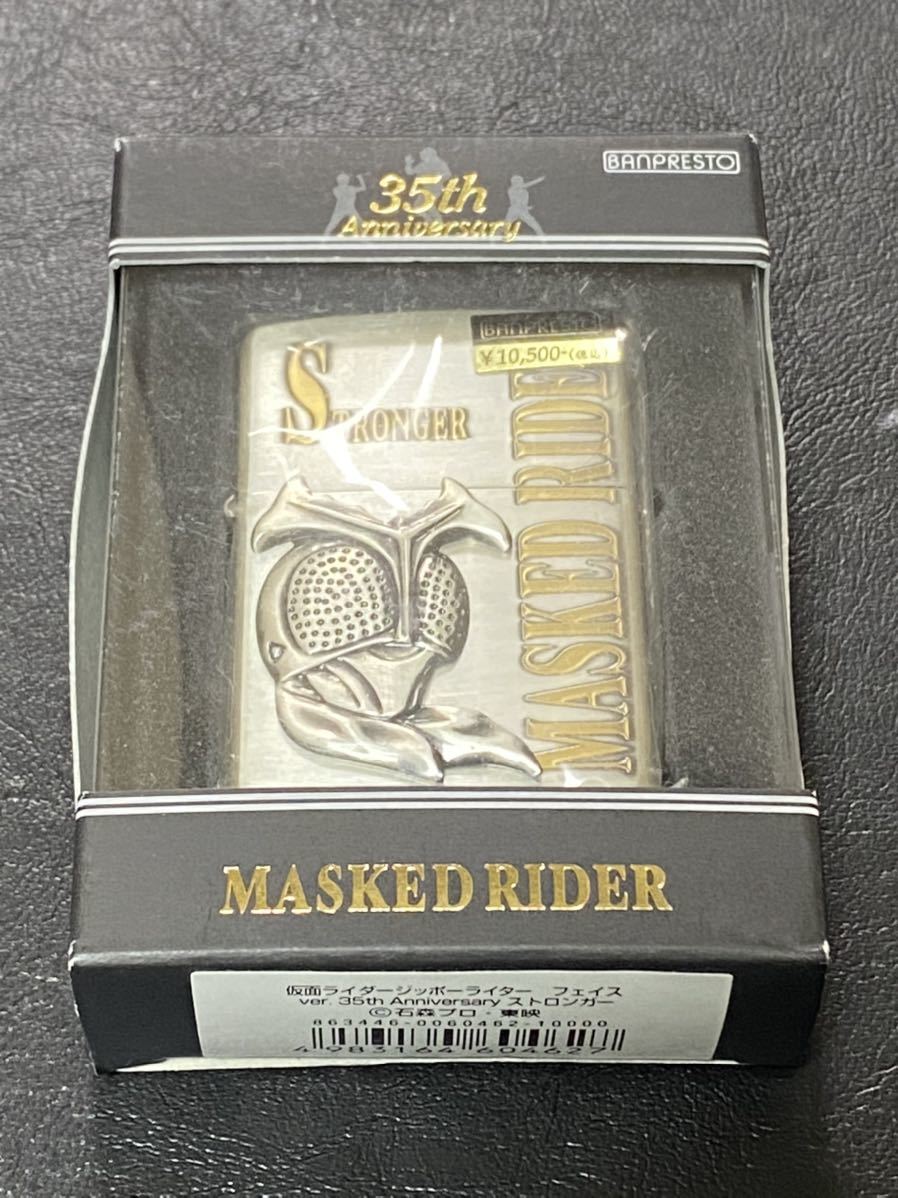 BANPRESTO
35th
Anniversary
BANPRESTO
¥10,500-(税込)
STRONGER
MASKED RIDE
MASKED RIDER
仮面ライダージッポーライター フェイス
ver. 35th Anniversary ストロンガー
©石森プロ・東映
863446-0060462-10000
4983164604627